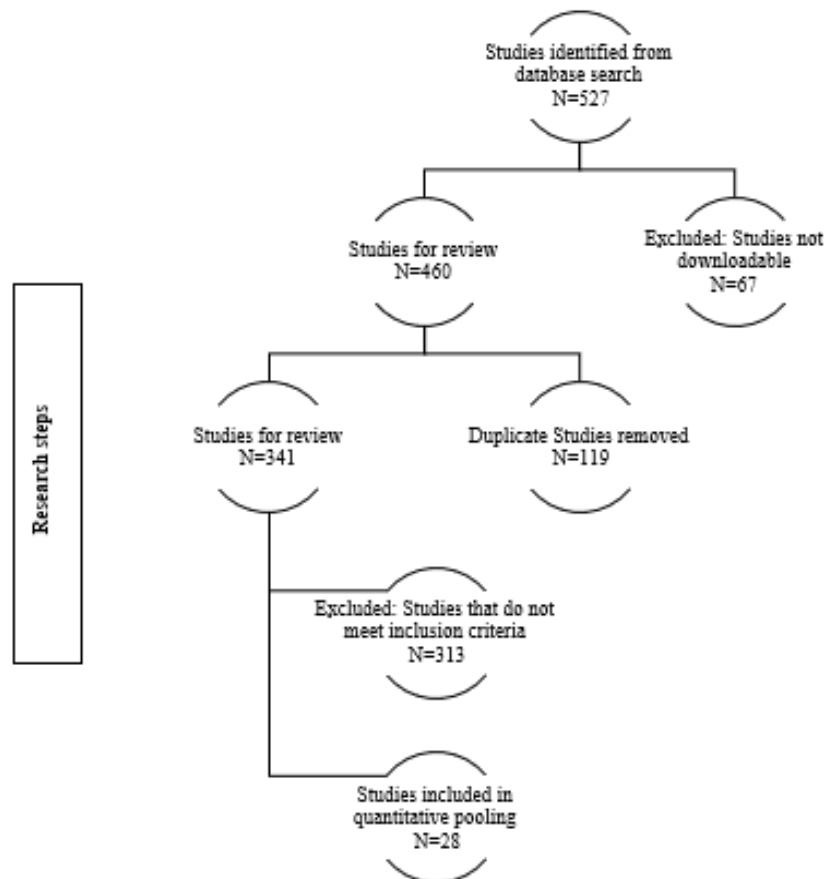 Studies identified from
database search
N=527
Studies for review
N=460
Excluded: Studies not
downloadable
N=67
Research steps
Studies for review
N=341
Duplicate Studies removed
N=119
Excluded: Studies that do not
meet inclusion criteria
N=313
Studies included in
quantitative pooling
N=28